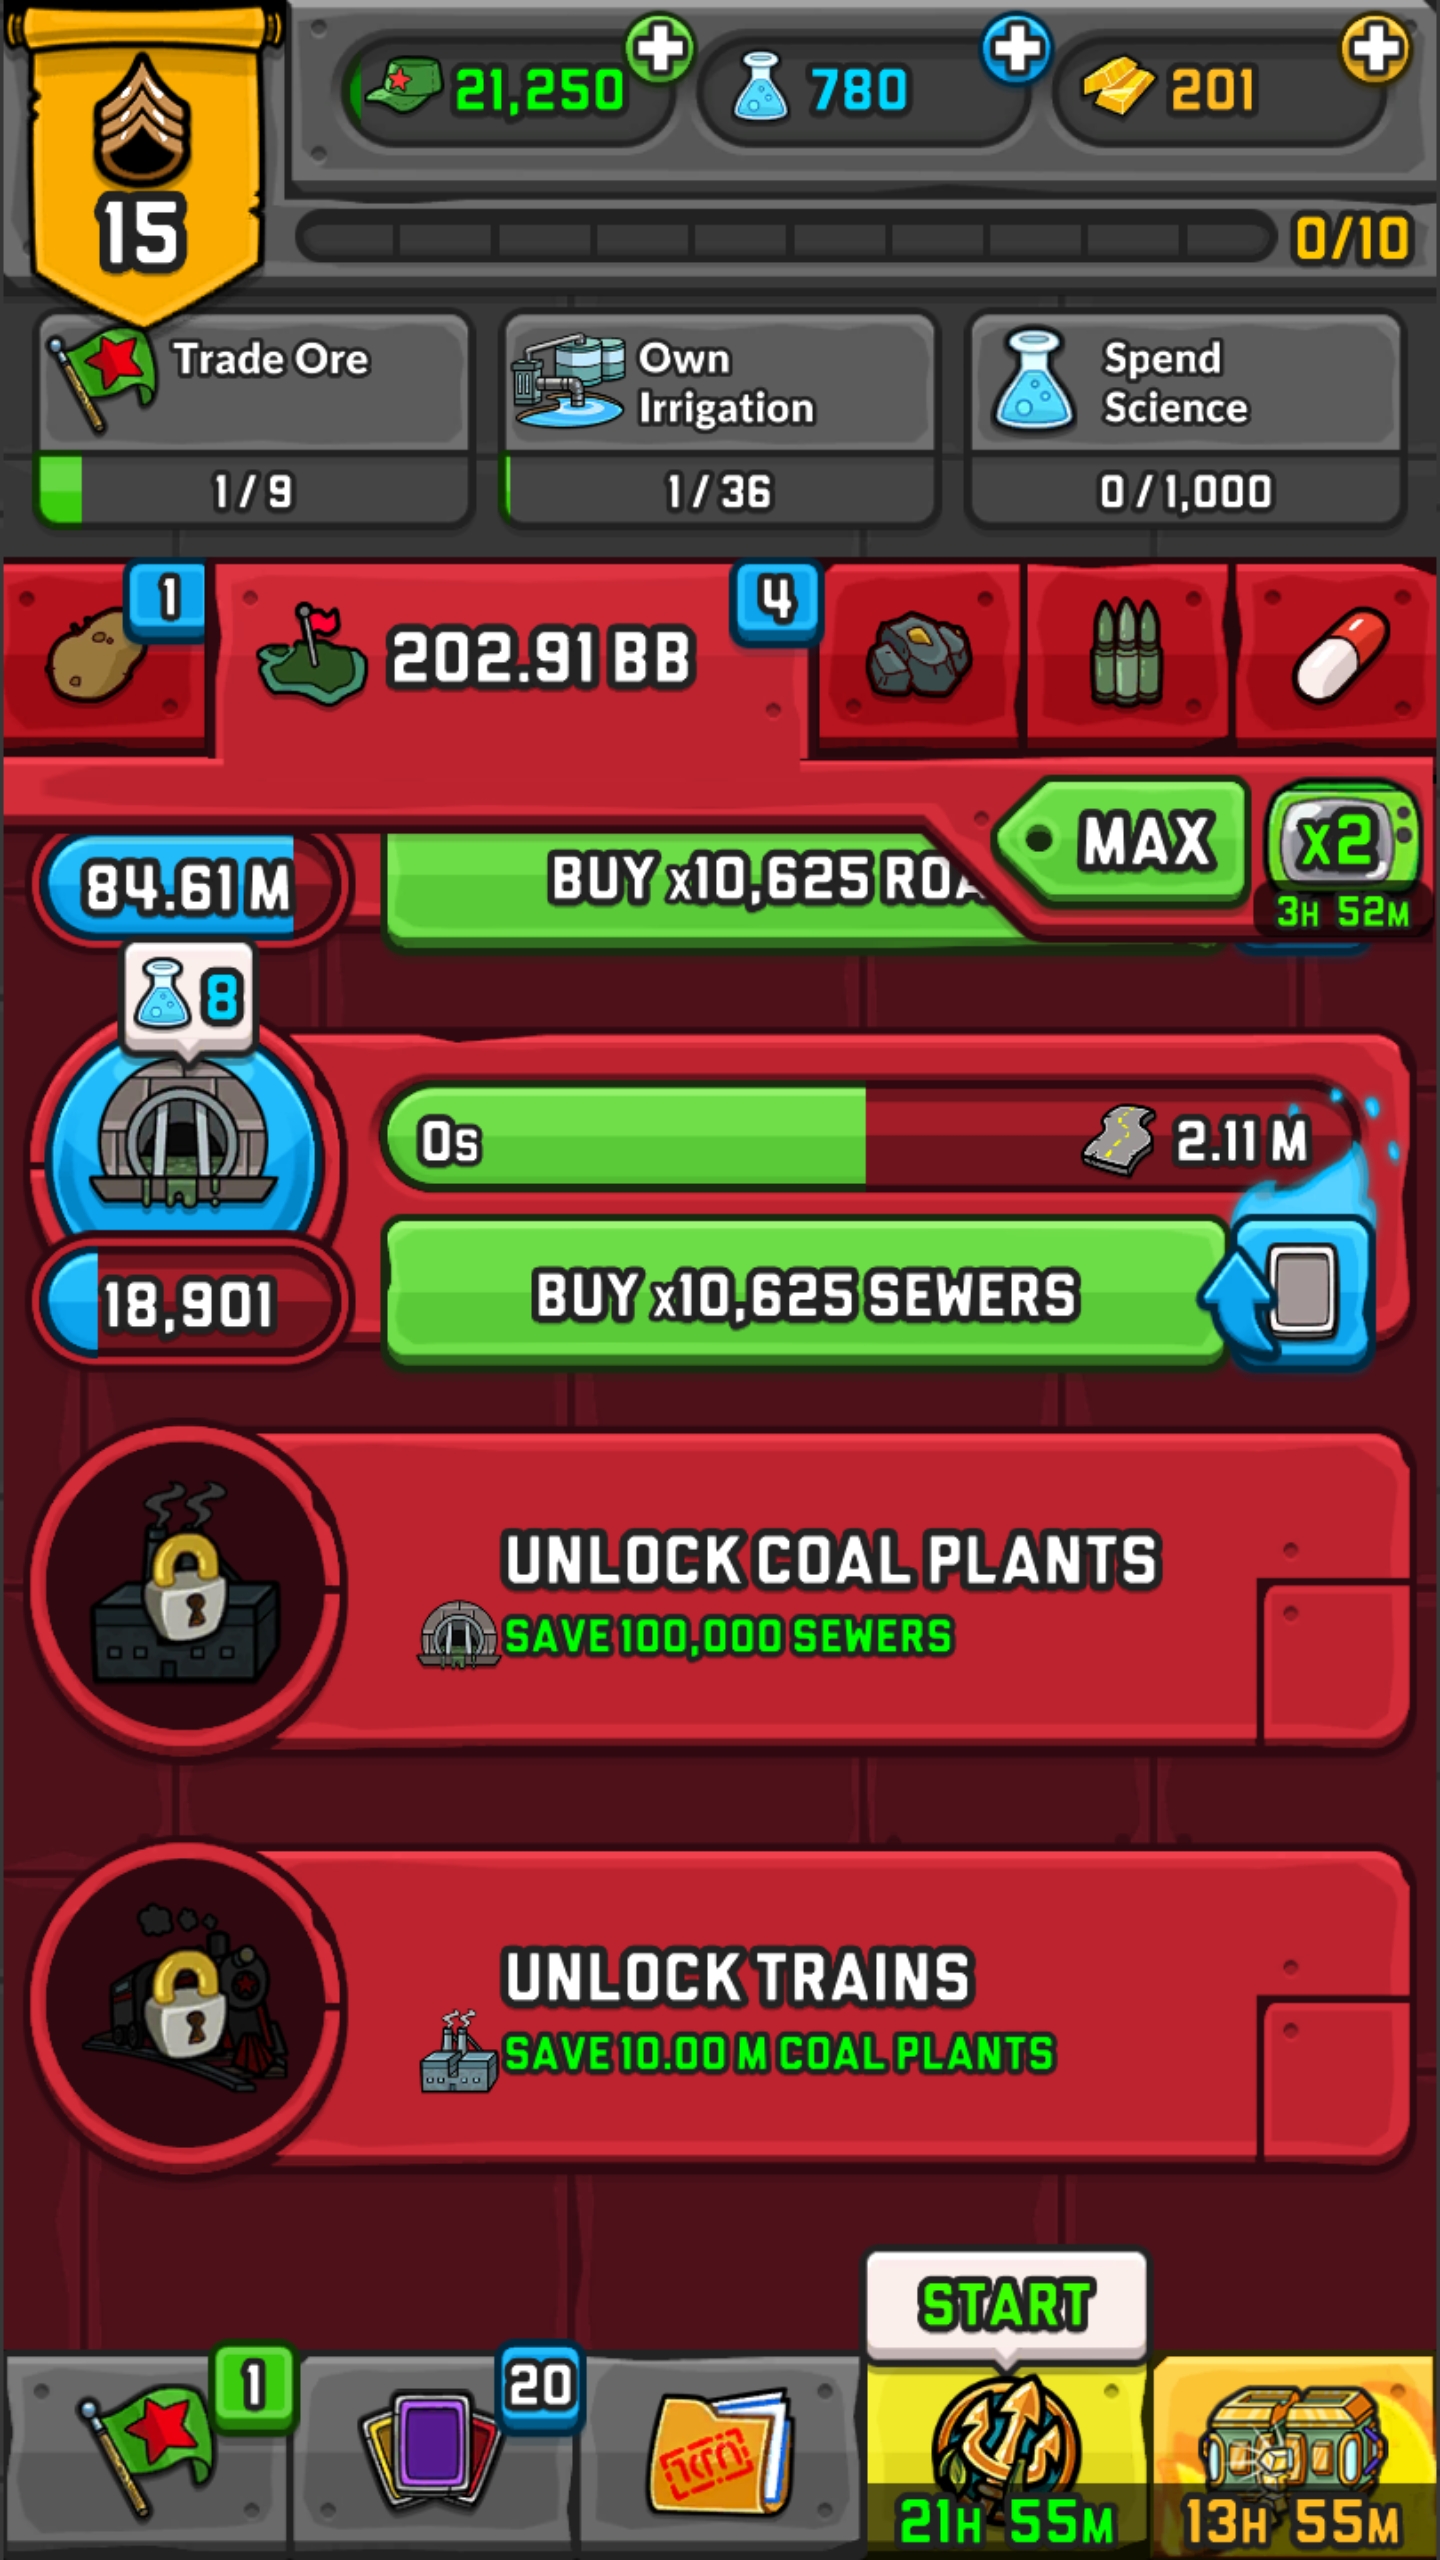 21,250
780
201
15
0/10
Trade Ore
1/9
Own
Irrigation
1/36
Spend
Science
0/1,000
1
202.91 BB
4
MAX
x2
3H 52M
84.61 M
BUY x10,625 ROA
8
0s
2.11 M
18,901
BUY x10,625 SEWERS
UNLOCK COAL PLANTS
SAVE 100,000 SEWERS
UNLOCK TRAINS
SAVE 10.00 M COAL PLANTS
START
1
20
21H 55M
13H 55M